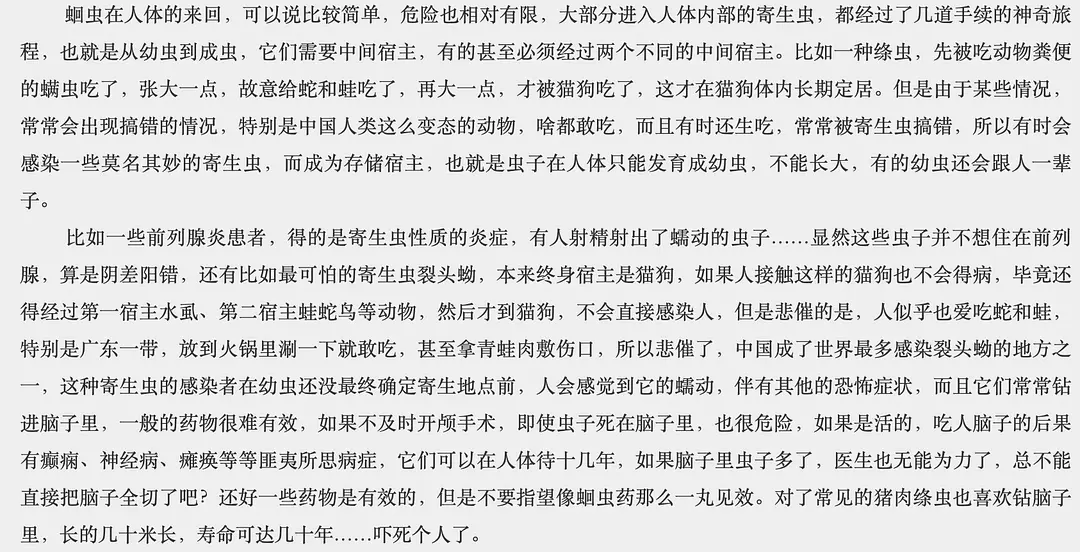 蛔虫在人体的来回，可以说比较简单，危险也相对有限，大部分进入人体内部的寄生虫，都经过了几道手续的神奇旅
程，也就是从幼虫到成虫，它们需要中间宿主，有的甚至必须经过两个不同的中间宿主。比如一种绦虫，先被吃动物粪便
的螨虫吃了，张大一点，故意给蛇和蛙吃了，再大一点，才被猫狗吃了，这才在猫狗体内长期定居。但是由于某些情况，
常常会出现搞错的情况，特别是中国人类这么变态的动物，啥都敢吃，而且有时还生吃，常常被寄生虫搞错，所以有时会
感染一些莫名其妙的寄生虫，而成为存储宿主，也就是虫子在人体只能发育成幼虫，不能长大，有的幼虫还会跟人一辈
子。
比如一些前列腺炎患者，得的是寄生虫性质的炎症，有人射精射出了蠕动的虫子……显然这些虫子并不想住在前列
腺，算是阴差阳错，还有比如最可怕的寄生虫裂头蚴，本来终身宿主是猫狗，如果人接触这样的猫狗也不会得病，毕竟还
得经过第一宿主水虱、第二宿主蛙蛇鸟等动物，然后才到猫狗，不会直接感染人，但是悲催的是，人似乎也爱吃蛇和蛙，
特别是广东一带，放到火锅里涮一下就敢吃，甚至拿青蛙肉敷伤口，所以悲催了，中国成了世界最多感染裂头蚴的地方之
一，这种寄生虫的感染者在幼虫还没最终确定寄生地点前，人会感觉到它的蠕动，伴有其他的恐怖症状，而且它们常常钻
进脑子里，一般的药物很难有效，如果不及时开颅手术，即使虫子死在脑子里，也很危险，如果是活的，吃人脑子的后果
有癫痫、神经病、瘫痪等等匪夷所思病症，它们可以在人体待十几年，如果脑子里虫子多了，医生也无能为力了，总不能
直接把脑子全切了吧？还好一些药物是有效的，但是不要指望像蛔虫药那么一丸见效。对了常见的猪肉绦虫也喜欢钻脑子
里，长的几十米长，寿命可达几十年……吓死个人了。